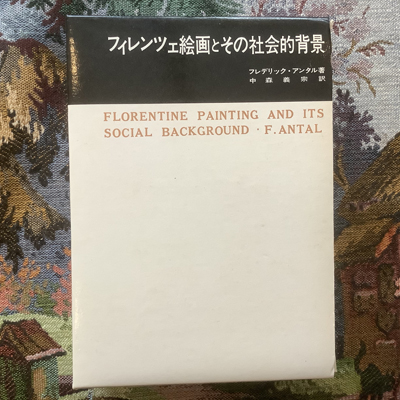 フィレンツェ絵画とその社会的背景
フレデリック・アンタル著
中森義宗訳
FLORENTINE PAINTING AND ITS
SOCIAL BACKGROUND · F. ANTAL